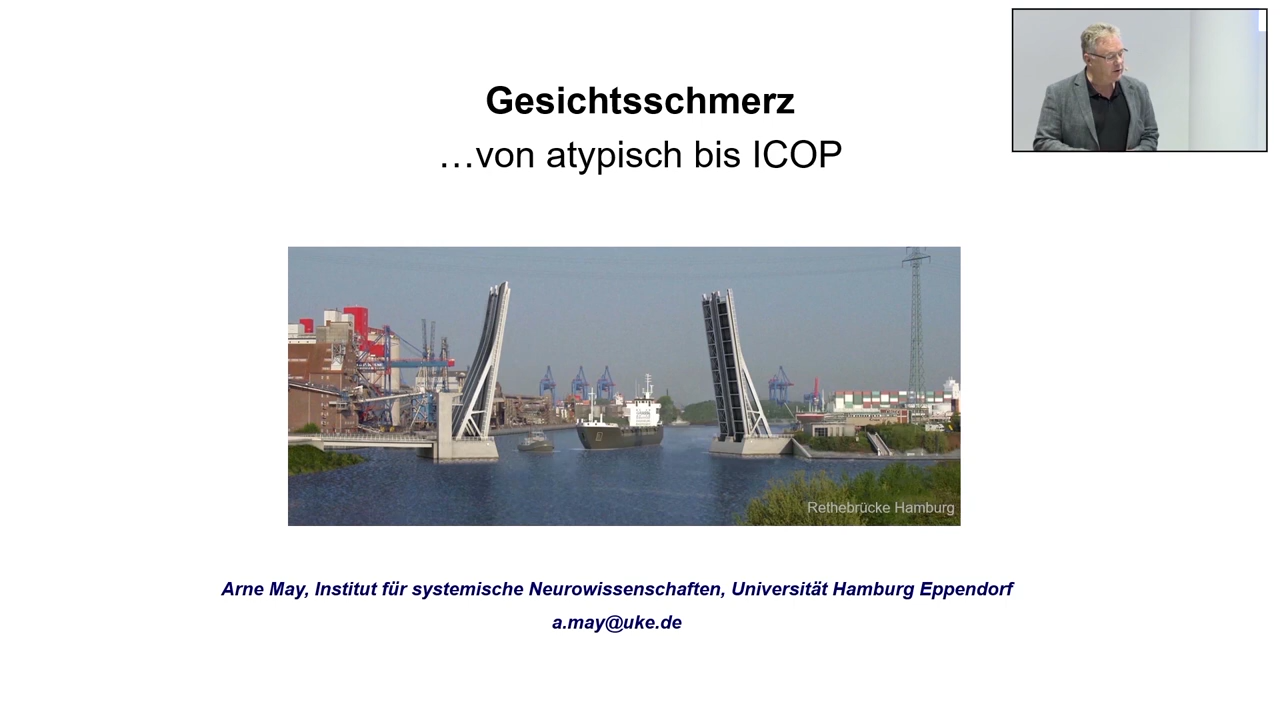 Gesichtsschmerz
…von atypisch bis ICOP
Rethebrücke Hamburg
Arne May, Institut für systemische Neurowissenschaften, Universität Hamburg Eppendorf
a.may@uke.de